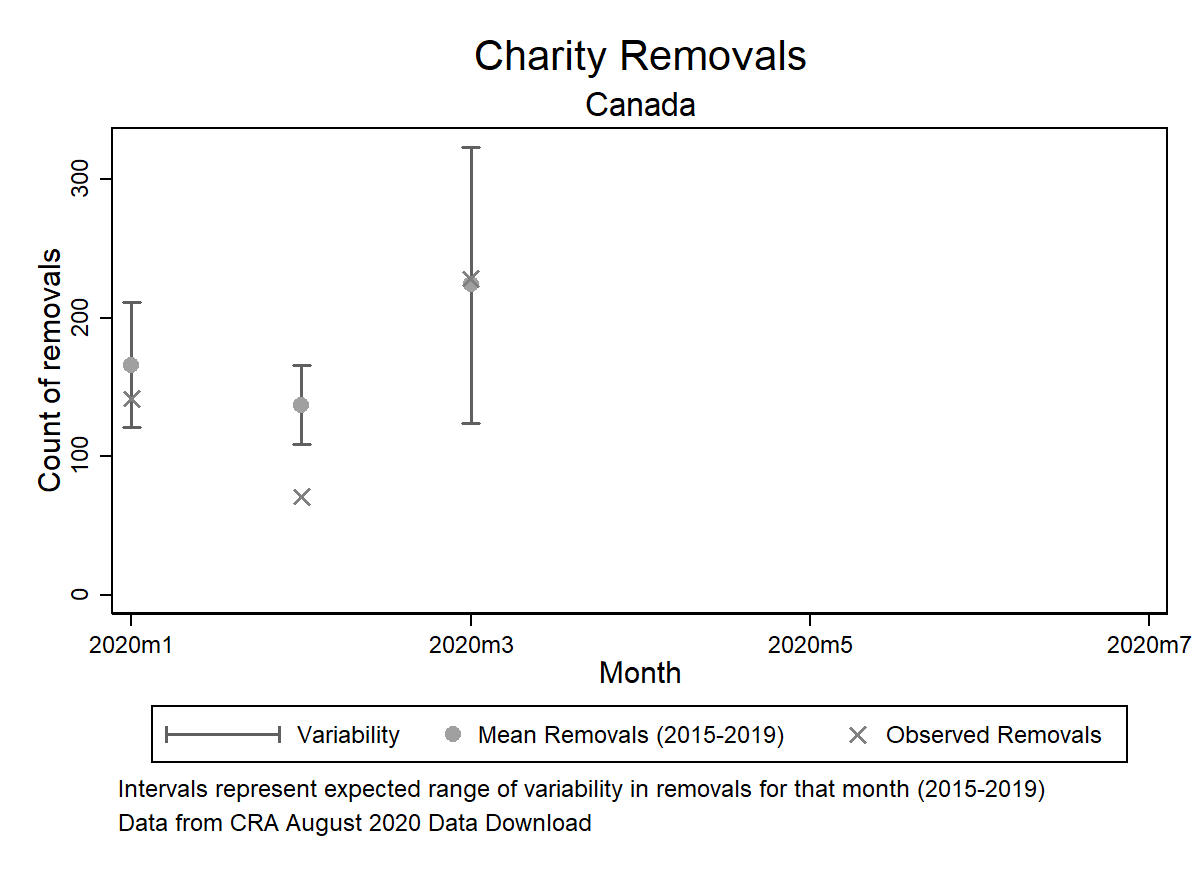 Charity Removals
Canada
Count of removals
300
200
100
0
2020m1 2020m3 2020m5 2020m7
Month
Variability Mean Removals (2015-2019) Observed Removals
Intervals represent expected range of variability in removals for that month (2015-2019)
Data from CRA August 2020 Data Download